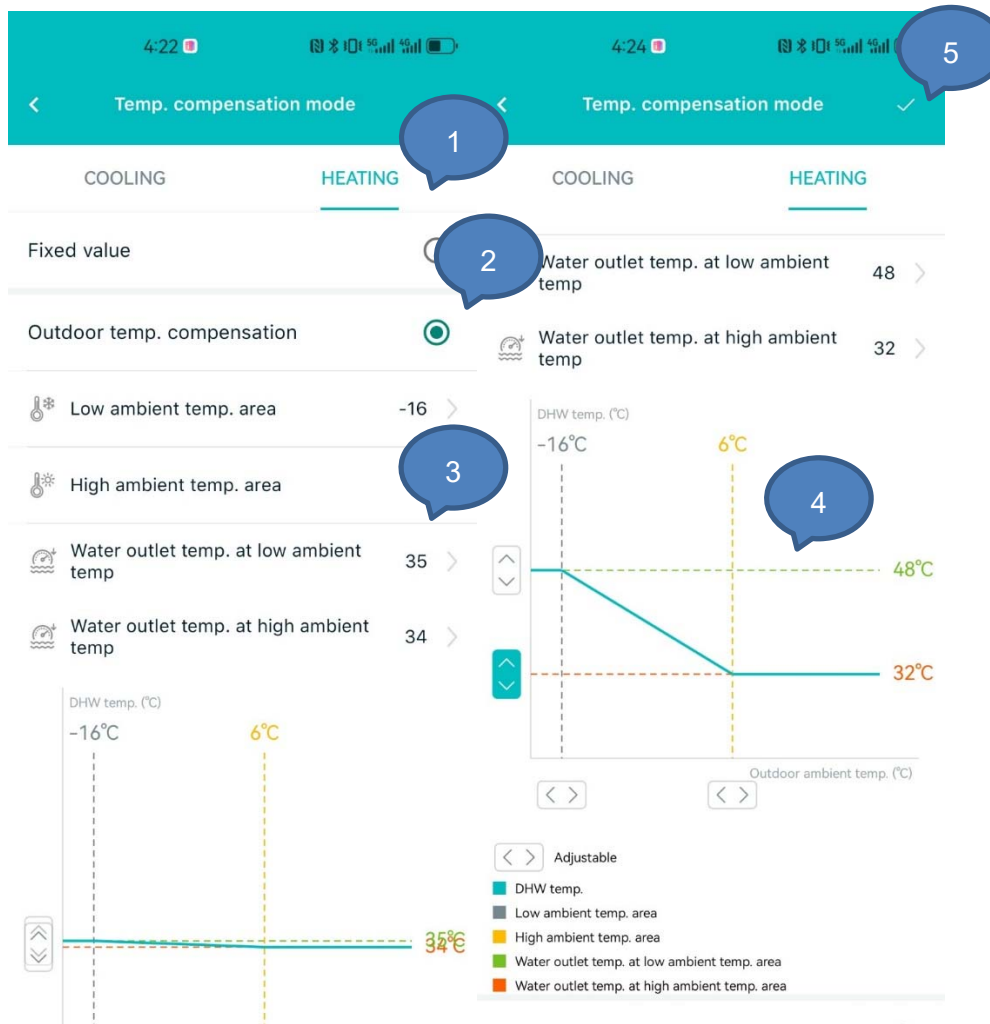 4:22
5G 4G
Temp. compensation mode
1
COOLING
HEATING
Fixed value
2
Outdoor temp. compensation
Low ambient temp. area
-16
High ambient temp. area
3
Water outlet temp. at low ambient
temp
35
Water outlet temp. at high ambient
temp
34
DHW temp. (℃)
-16℃
6℃
35℃
34℃
4:24
5G 4G
5
Temp. compensation mode
COOLING
HEATING
Water outlet temp. at low ambient
temp
48
Water outlet temp. at high ambient
temp
32
DHW temp. (℃)
-16℃
6℃
4
48℃
32℃
Outdoor ambient temp. (℃)
Adjustable
DHW temp.
Low ambient temp. area
High ambient temp. area
Water outlet temp. at low ambient temp. area
Water outlet temp. at high ambient temp. area